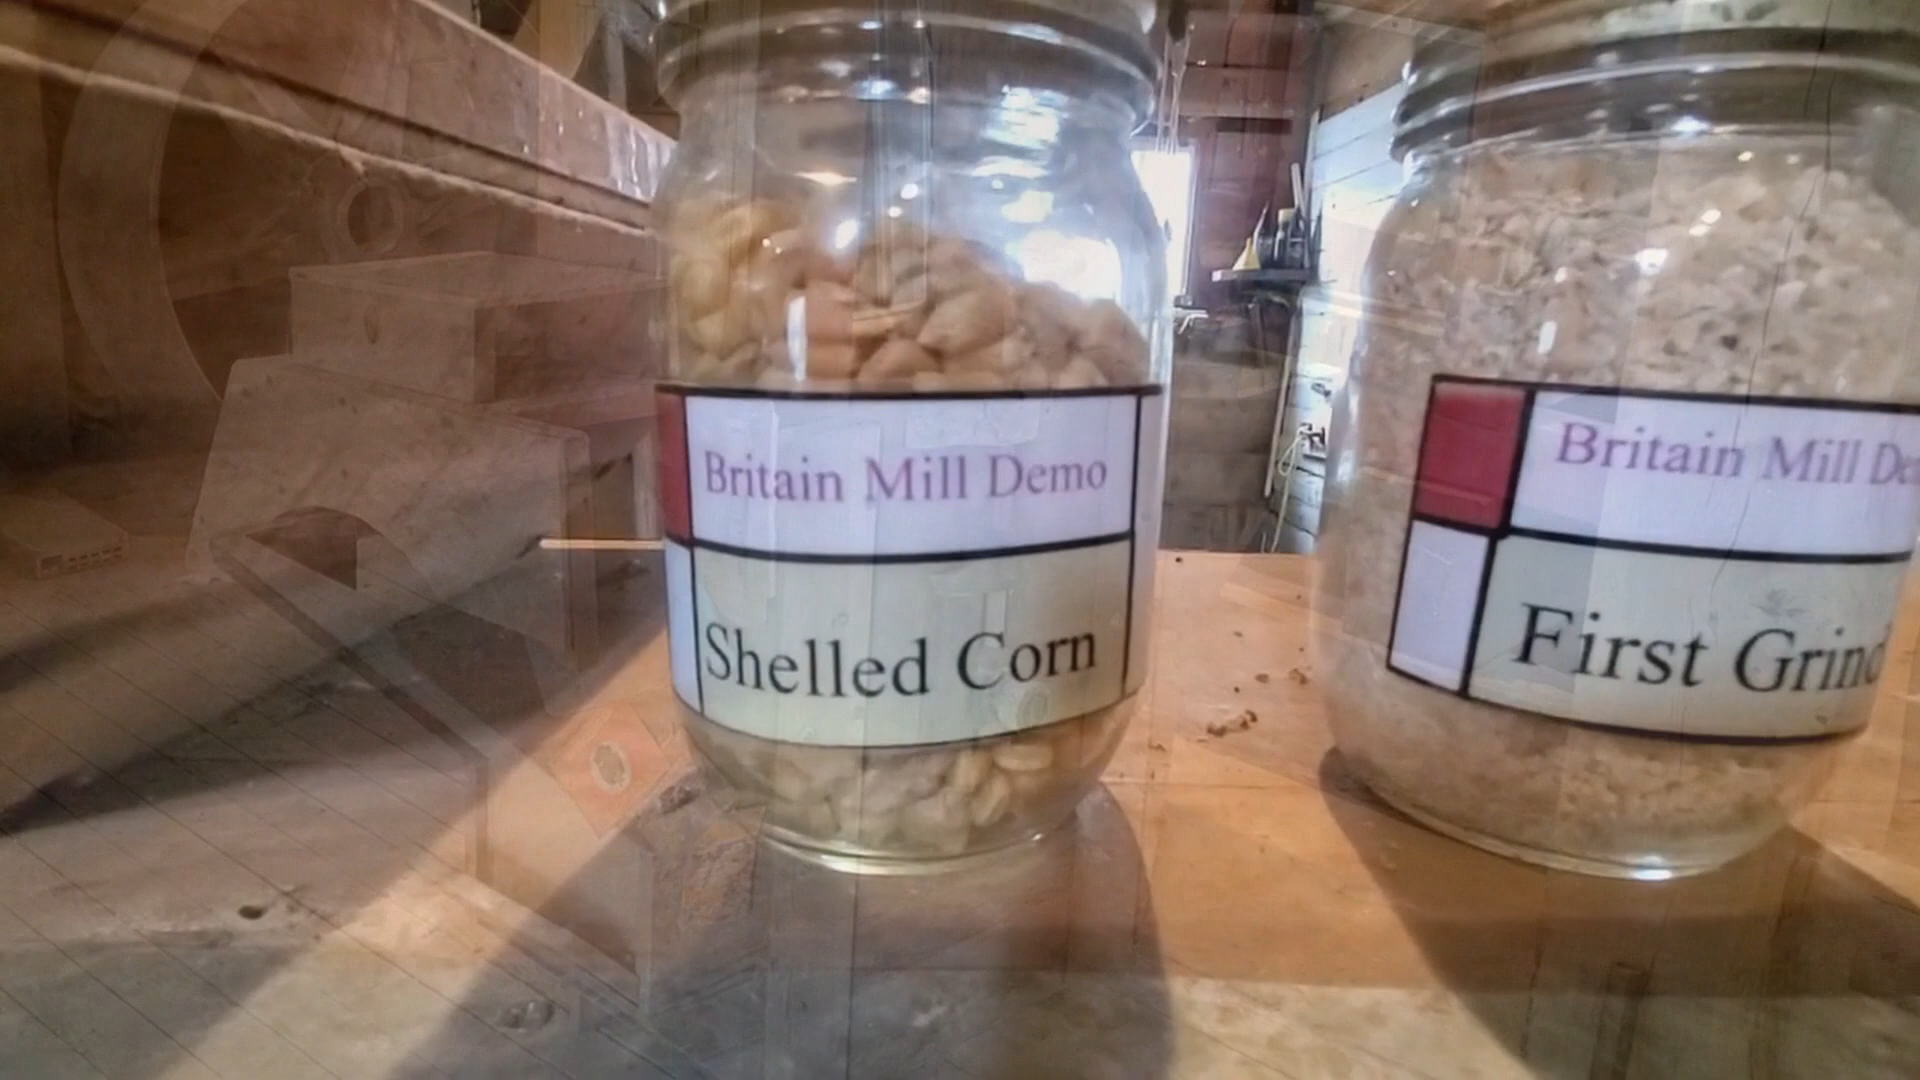 Britain Mill Demo
Shelled Corn
Britain Mill De
First Grind